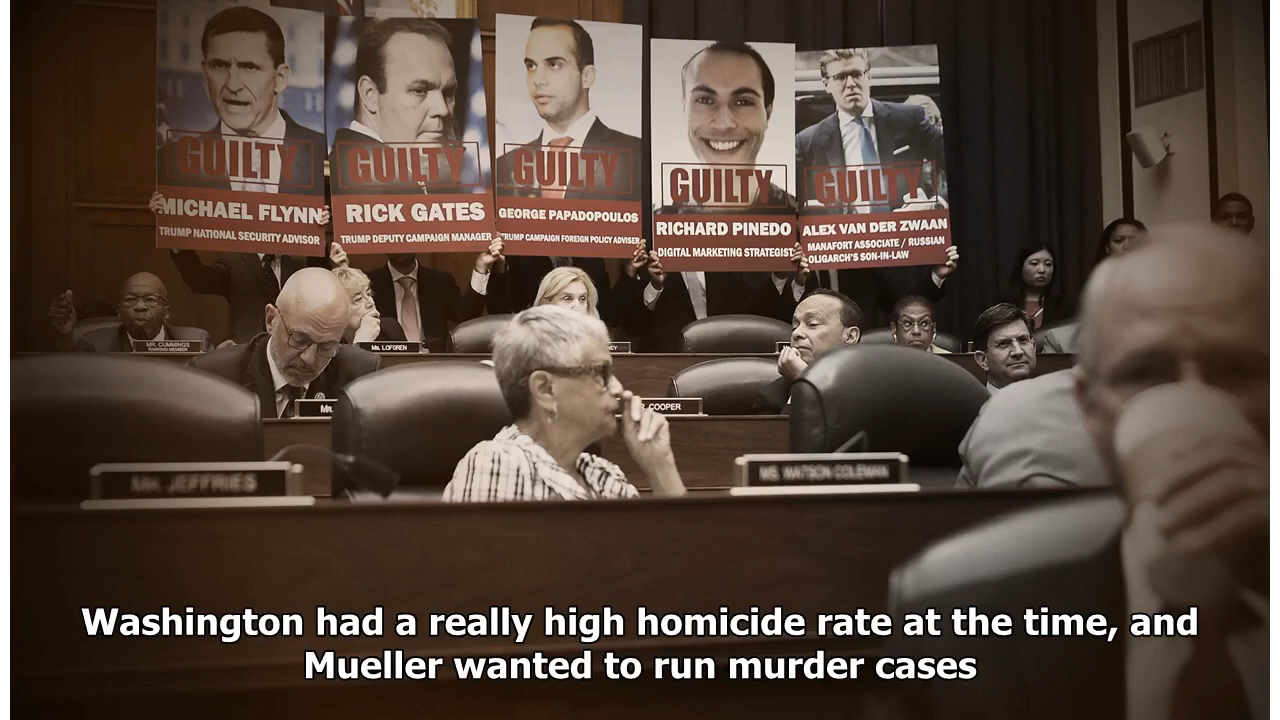 GUILTY
MICHAEL FLYNN
TRUMP NATIONAL SECURITY ADVISOR
GUILTY
RICK GATES
TRUMP DEPUTY CAMPAIGN MANAGER
GUILTY
GEORGE PAPADOPOULOS
TRUMP CAMPAIGN FOREIGN POLICY ADVISER
GUILTY
RICHARD PINEDO
DIGITAL MARKETING STRATEGIST
GUILTY
ALEX VAN DER ZWAAN
MANAFORT ASSOCIATE / RUSSIAN
OLIGARCH'S SON-IN-LAW
MR. CUMMINGS
RANKING MEMBER
Ms. LOFGREN
COOPER
MR. JEFFRIES
MS. WATSON COLEMAN
Washington had a really high homicide rate at the time, and
Mueller wanted to run murder cases